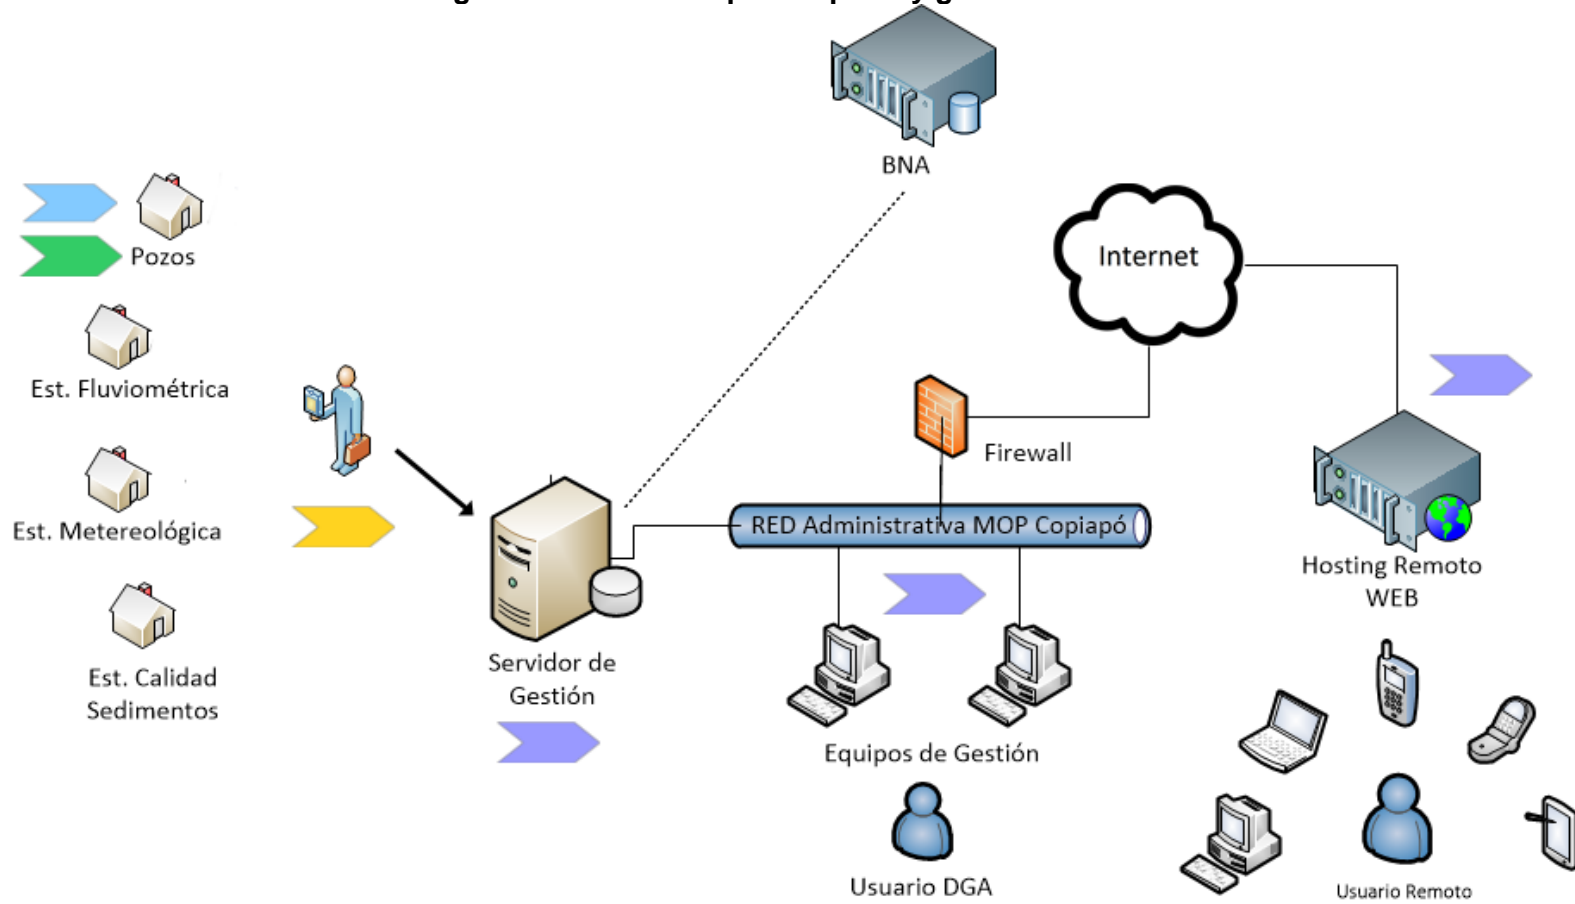 BNA
Internet
Pozos
Est. Fluviométrica
Firewall
RED Administrativa MOP Copiapó
Est. Metereológica
Hosting Remoto
WEB
Est. Calidad
Sedimentos
Servidor de
Gestión
Equipos de Gestión
Usuario DGA
Usuario Remoto